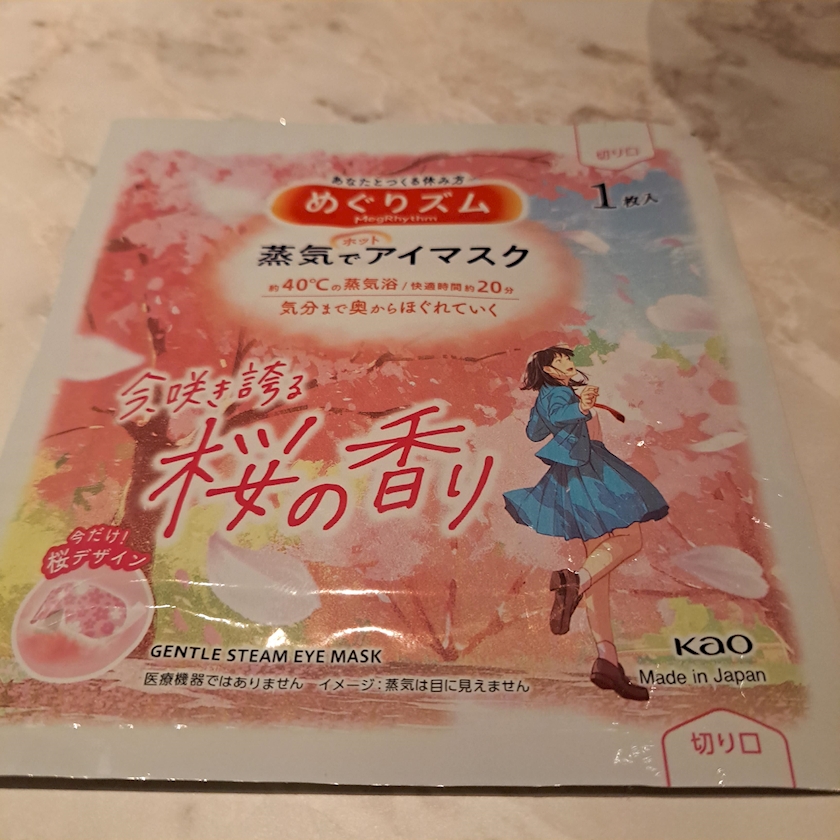 切り口
あなたとつくる休み方
めぐりズム
MegRhythm
1枚入
ホット
蒸気でアイマスク
約40℃の蒸気浴/快適時間約20分
気分まで奥からほぐれていく
今、咲き誇る
桜の香り
今だけ!
桜デザイン
GENTLE STEAM EYE MASK
医療機器ではありません イメージ:蒸気は目に見えません
Kao
Made in Japan
切り口